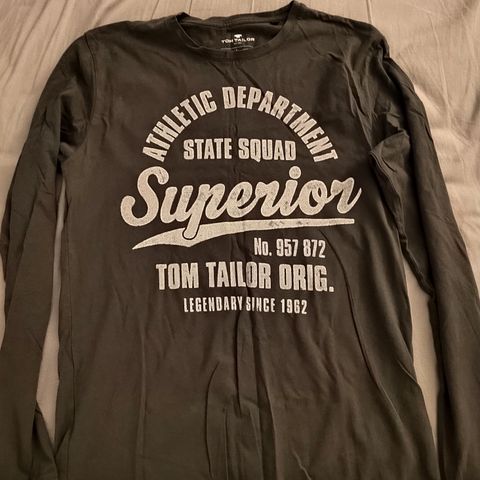 TOM TAILOR
ATHLETIC DEPARTMENT
STATE SQUAD
Superior
No. 957 872
TOM TAILOR ORIG.
LEGENDARY SINCE 1962